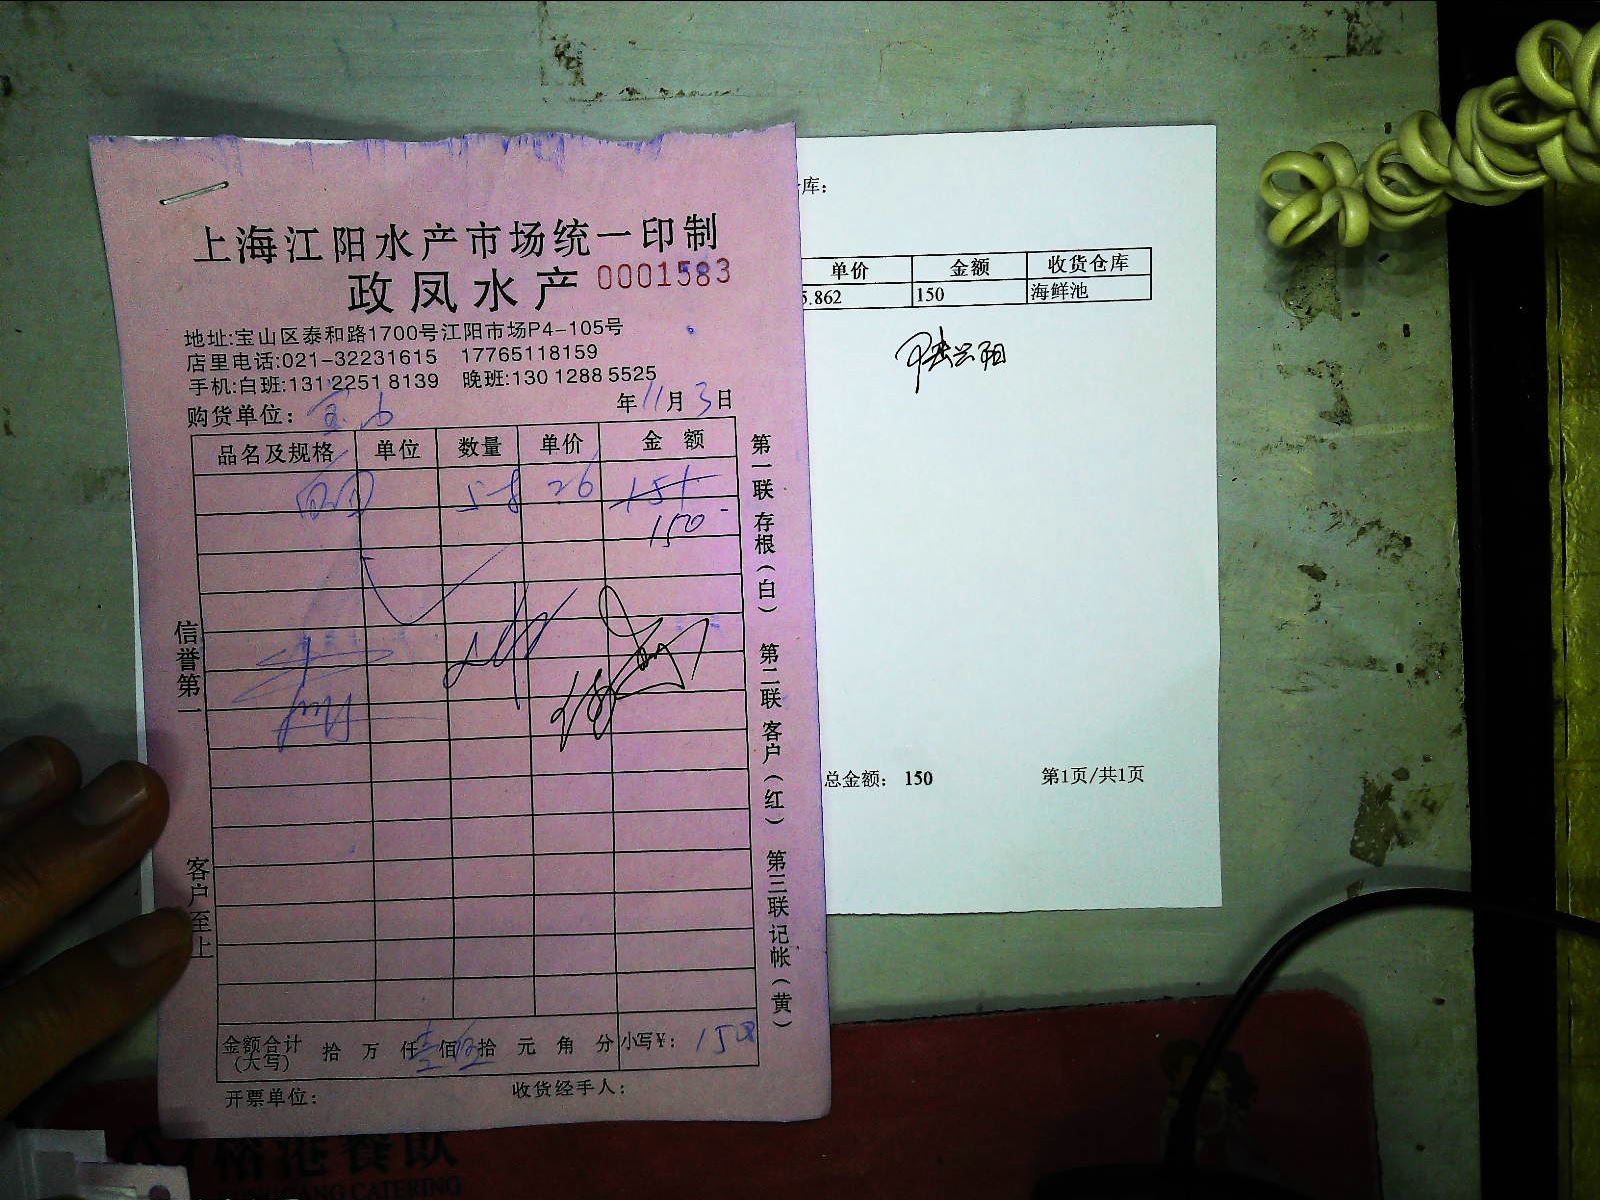 上海江阳水产市场统一印制
政凤水产 0001583
地址:宝山区泰和路1700号江阳市场P4-105号
店里电话:021-32231615 17765118159
手机:白班:131 2251 8139 晚班:130 1288 5525
购货单位:
年11月3日
品名及规格 单位 数量 单价 金 额
5-8 26 151
150-
信誉第一
客户至上
第一联 存根(白) 第二联 客户(红) 第三联 记帐(黄)
金额合计(大写) 拾 万 仟壹佰伍拾 元 角 分 小写¥: 150
开票单位: 收货经手人:
库:
单价 金额 收货仓库
5.862 150 海鲜池
总金额: 150 第1页/共1页
裕港餐饮
CATERING